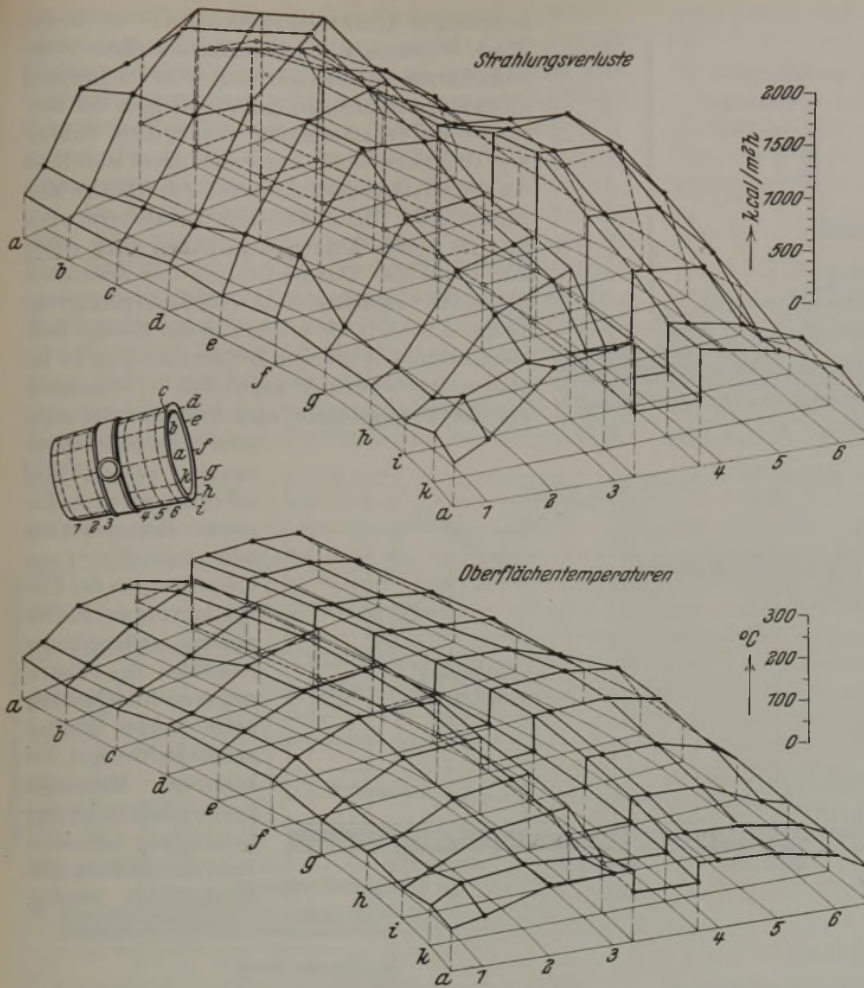 Strahlungsverluste
2000
1500
1000
500
0
kcal/m²h
a
b
c
d
e
f
g
h
i
k
a
1
2
3
4
5
6
c
d
e
b
f
a
g
k
h
i
1 2 3 4 5 6
Oberflächentemperaturen
°C
300
200
100
0
a
b
c
d
e
f
g
h
i
k
a
1
2
3
4
5
6